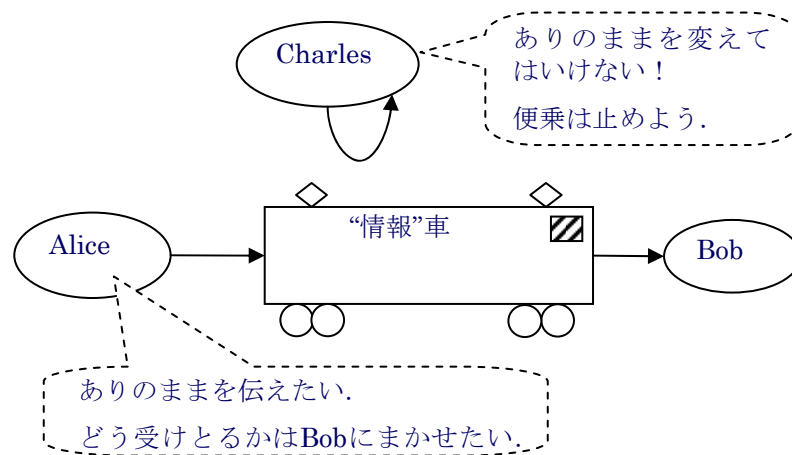 Charles
ありのままを変えて
はいけない！
便乗は止めよう.
“情報”車
Alice
Bob
ありのままを伝えたい.
どう受けとるかはBobにまかせたい.